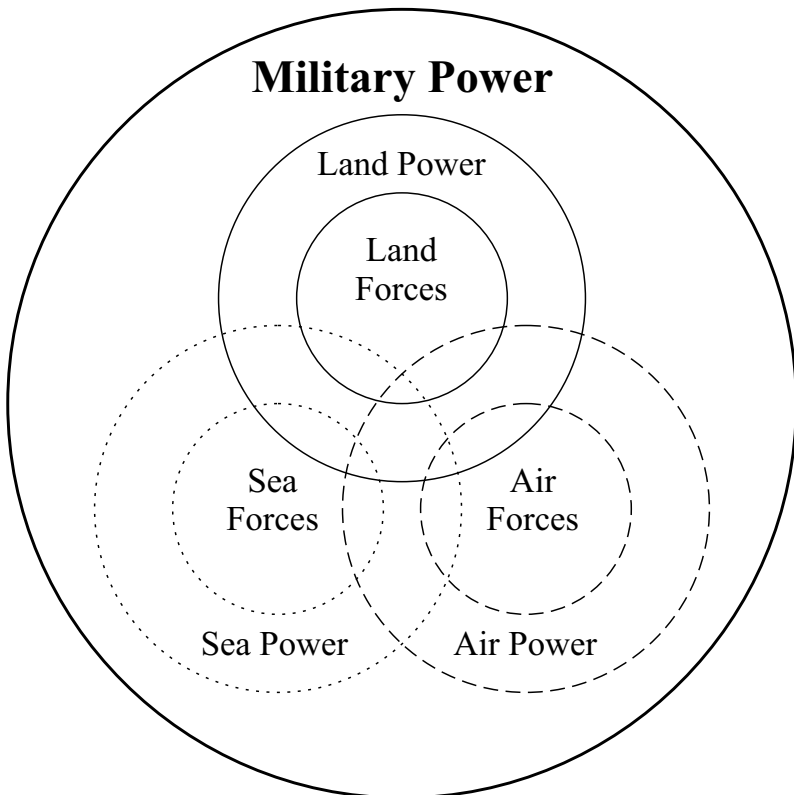 Military Power
Land Power
Land
Forces
Sea
Forces
Air
Forces
Sea Power
Air Power